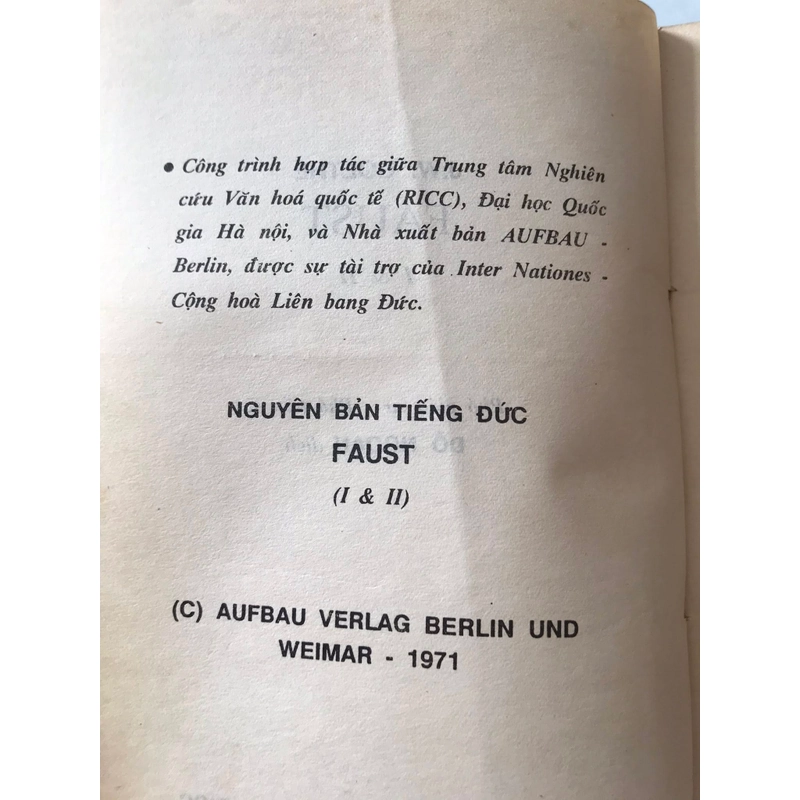 • Công trình hợp tác giữa Trung tâm Nghiên
cứu Văn hoá quốc tế (RICC), Đại học Quốc
gia Hà nội, và Nhà xuất bản AUFBAU -
Berlin, được sự tài trợ của Inter Nationes -
Cộng hoà Liên bang Đức.
NGUYÊN BẢN TIẾNG ĐỨC
FAUST
(I & II)
(C) AUFBAU VERLAG BERLIN UND
WEIMAR - 1971